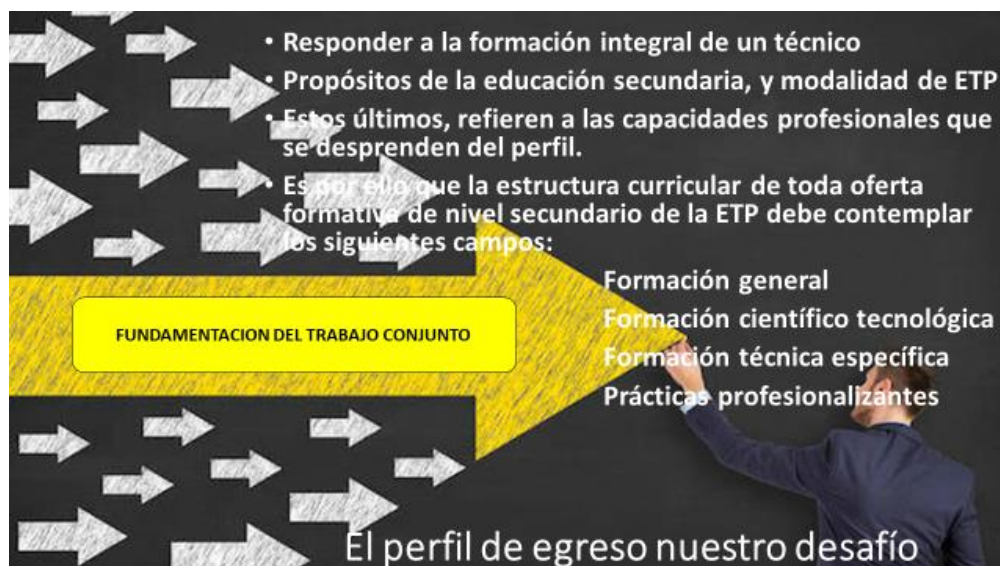 • Responder a la formación integral de un técnico
• Propósitos de la educación secundaria, y modalidad de ETP
• Estos últimos, refieren a las capacidades profesionales que
se desprenden del perfil.
• Es por ello que la estructura curricular de toda oferta
formativa de nivel secundario de la ETP debe contemplar
los siguientes campos:
Formación general
Formación científico tecnológica
Formación técnica específica
Prácticas profesionalizantes
FUNDAMENTACION DEL TRABAJO CONJUNTO
El perfil de egreso nuestro desafío